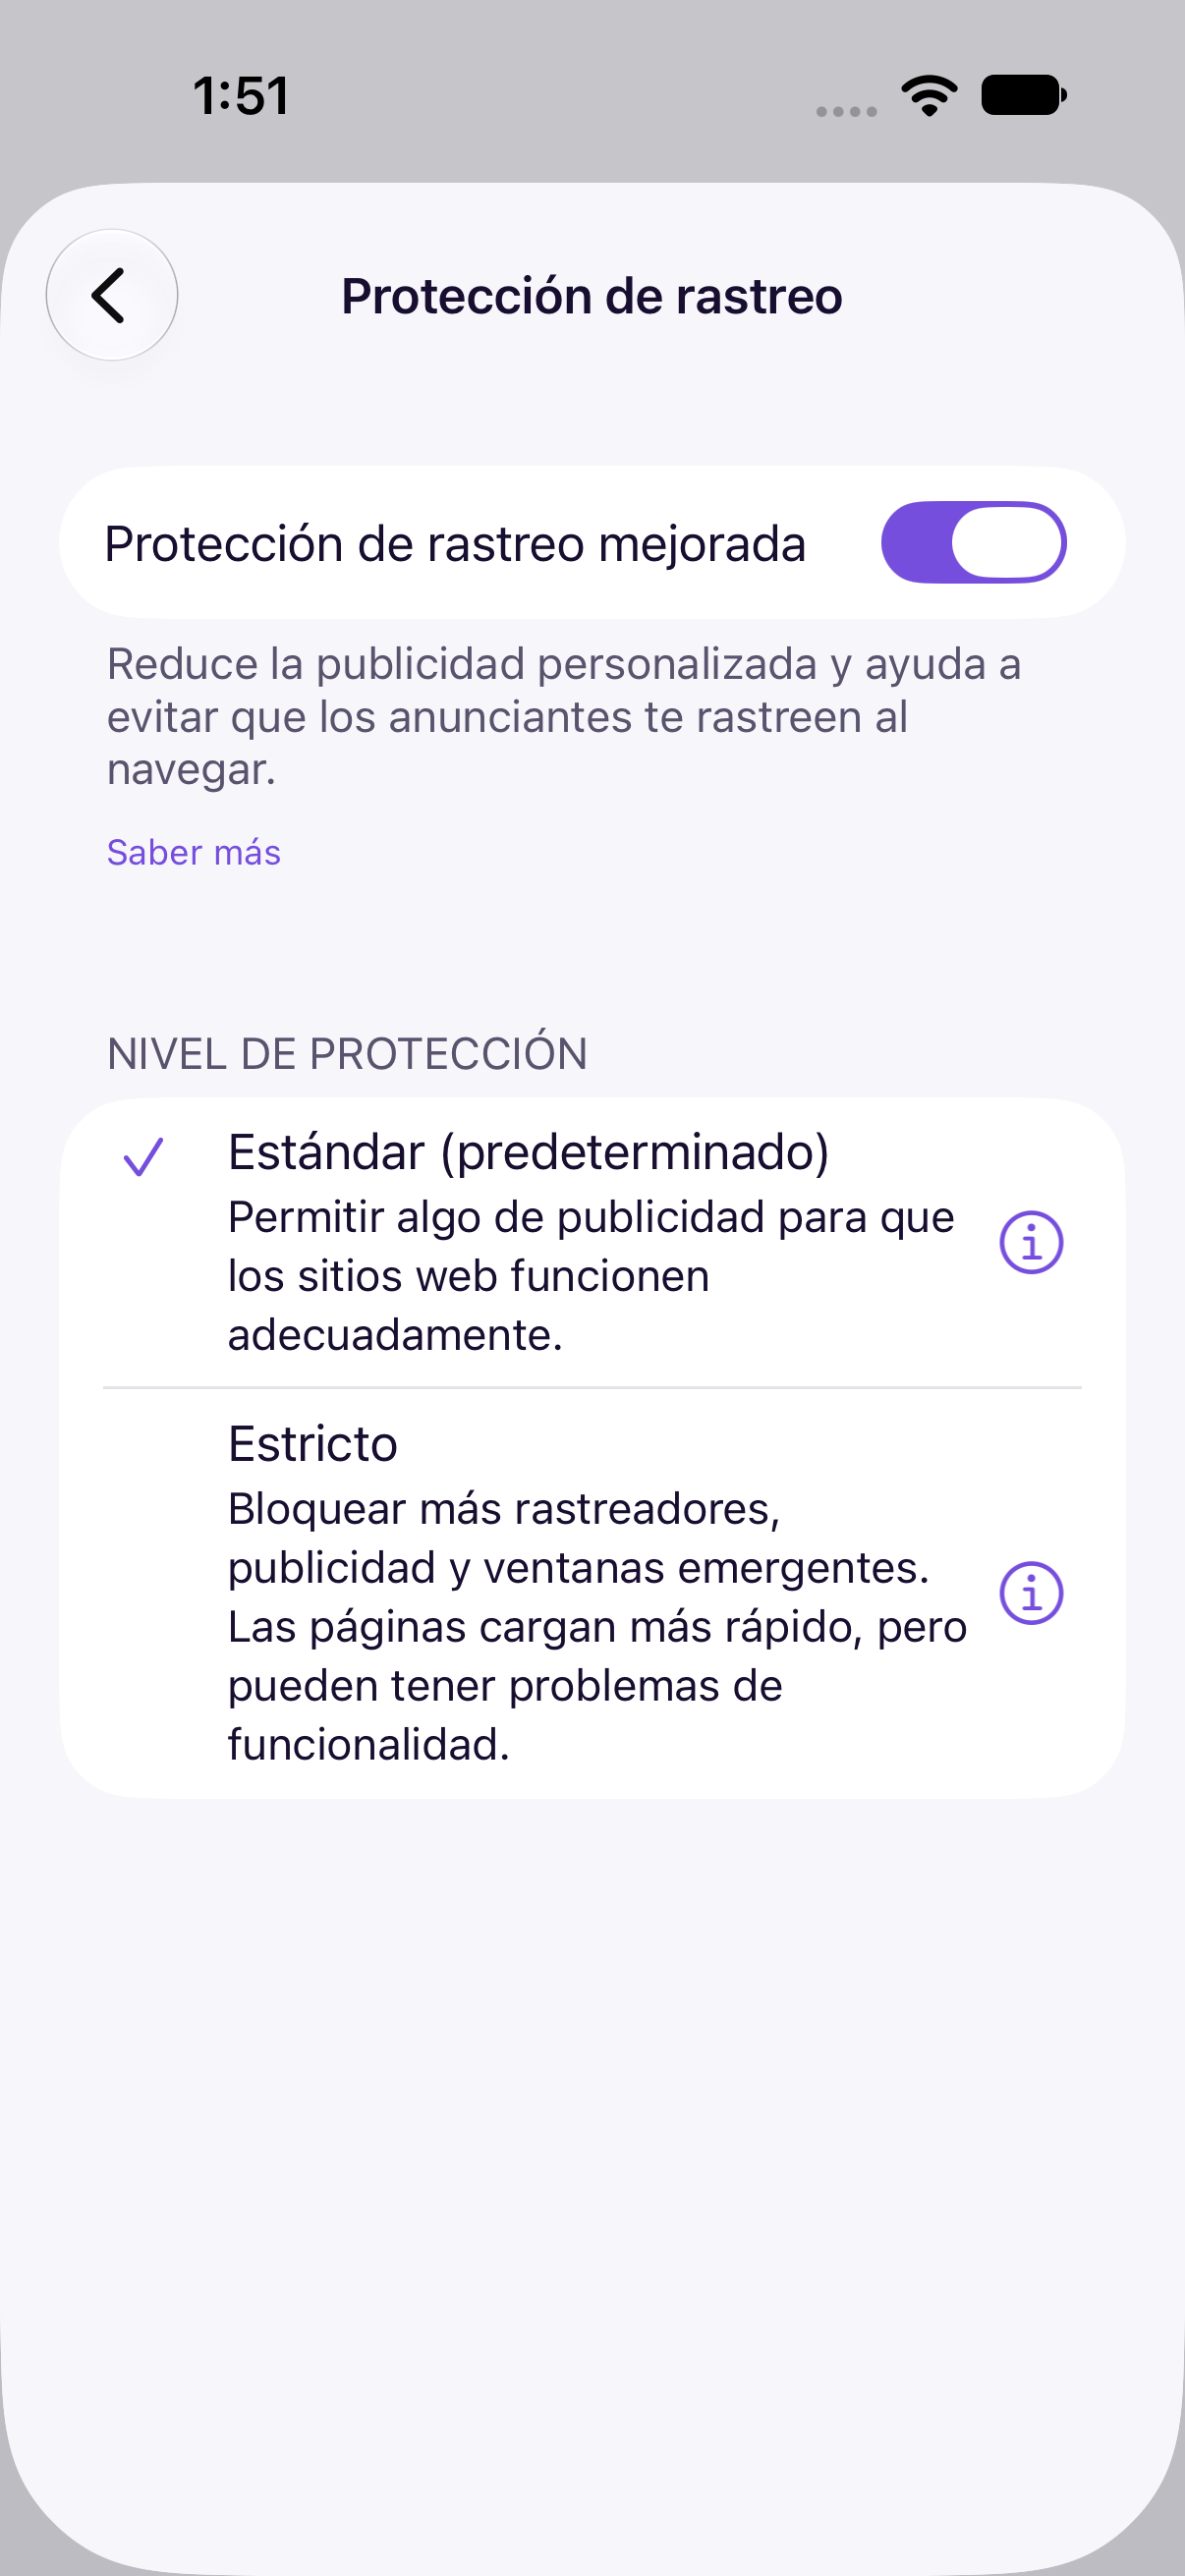 1:51
Protección de rastreo
Protección de rastreo mejorada
Reduce la publicidad personalizada y ayuda a
evitar que los anunciantes te rastreen al
navegar.
Saber más
NIVEL DE PROTECCIÓN
Estándar (predeterminado)
Permitir algo de publicidad para que
los sitios web funcionen
adecuadamente.
Estricto
Bloquear más rastreadores,
publicidad y ventanas emergentes.
Las páginas cargan más rápido, pero
pueden tener problemas de
funcionalidad.